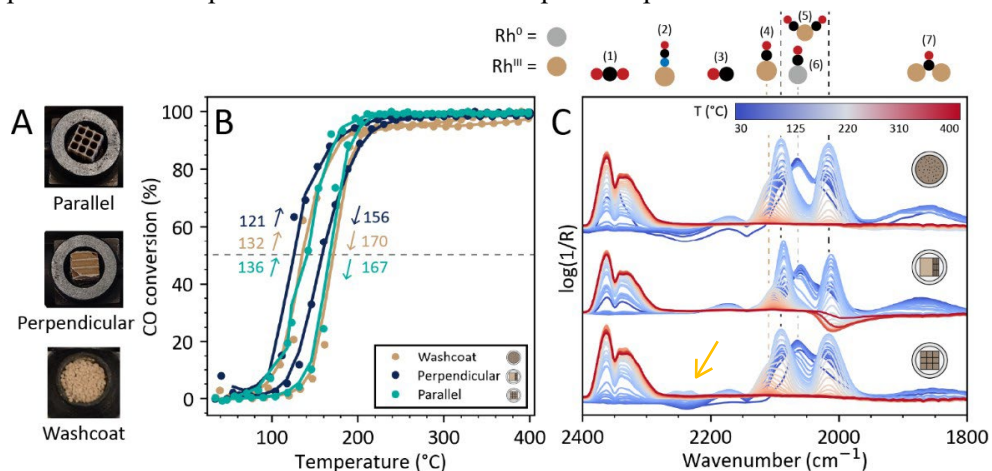 (1)
(2)
(3)
(4)
(5)
(6)
(7)
Rh⁰ =
Rhᴵᴵᴵ =
A
Parallel
Perpendicular
Washcoat
B
CO conversion (%)
100
80
60
40
20
0
121 ↗ ↓ 156
132 ↗ ↓ 170
136 ↗ ↓ 167
Washcoat
Perpendicular
Parallel
100 200 300 400
Temperature (°C)
C
T (°C)
30 125 220 310 400
log(1/R)
2400 2200 2000 1800
Wavenumber (cm⁻¹)